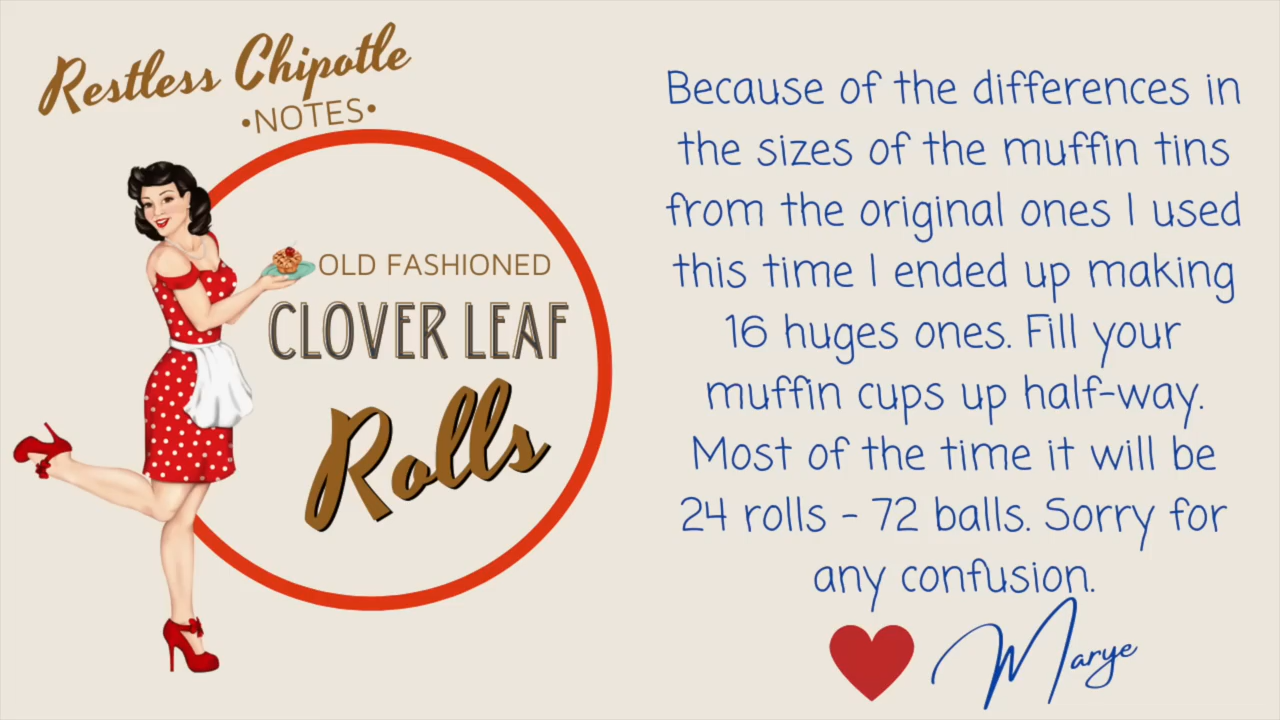 Restless Chipotle
•NOTES•
OLD FASHIONED
CLOVER LEAF
Rolls
Because of the differences in
the sizes of the muffin tins
from the original ones I used
this time I ended up making
16 huges ones. Fill your
muffin cups up half-way.
Most of the time it will be
24 rolls - 72 balls. Sorry for
any confusion.
Marye